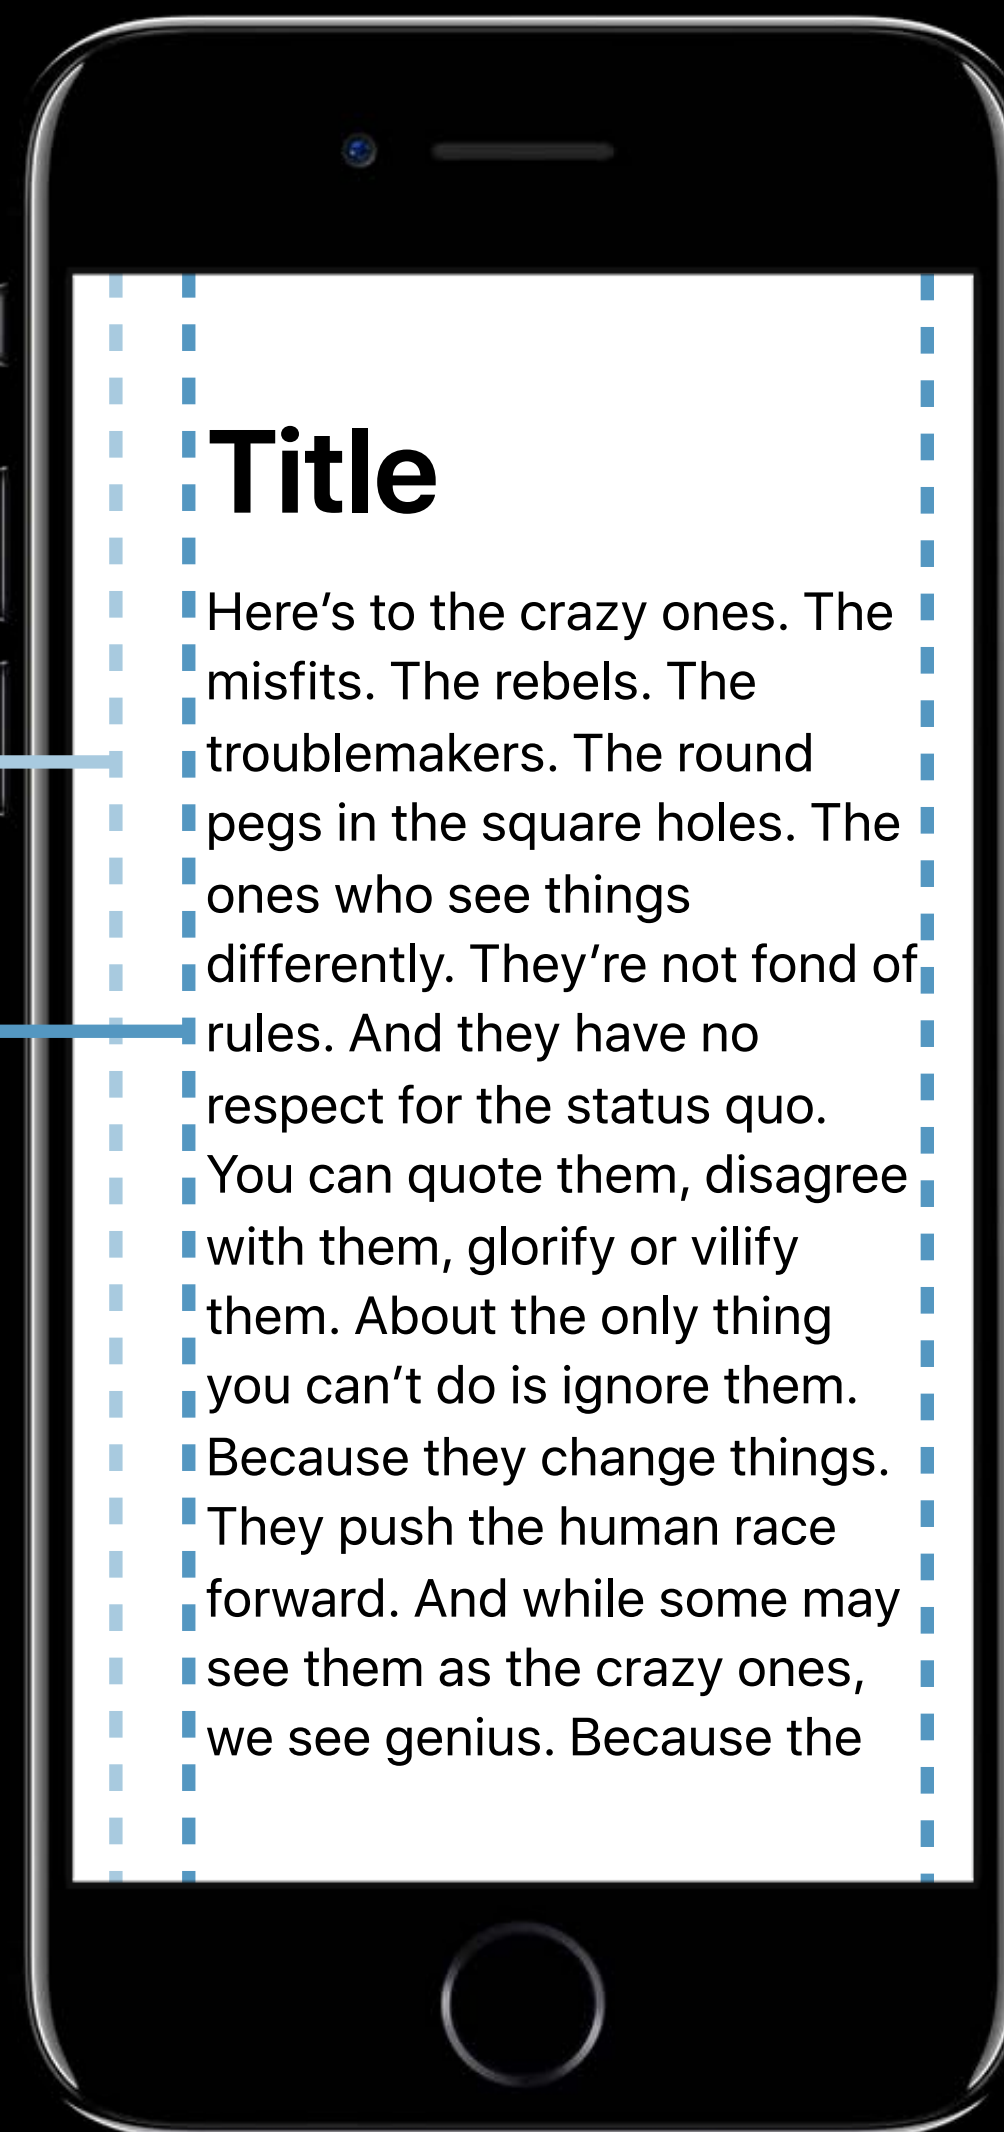 Title
Here’s to the crazy ones. The
misfits. The rebels. The
troublemakers. The round
pegs in the square holes. The
ones who see things
differently. They’re not fond of
rules. And they have no
respect for the status quo.
You can quote them, disagree
with them, glorify or vilify
them. About the only thing
you can’t do is ignore them.
Because they change things.
They push the human race
forward. And while some may
see them as the crazy ones,
we see genius. Because the